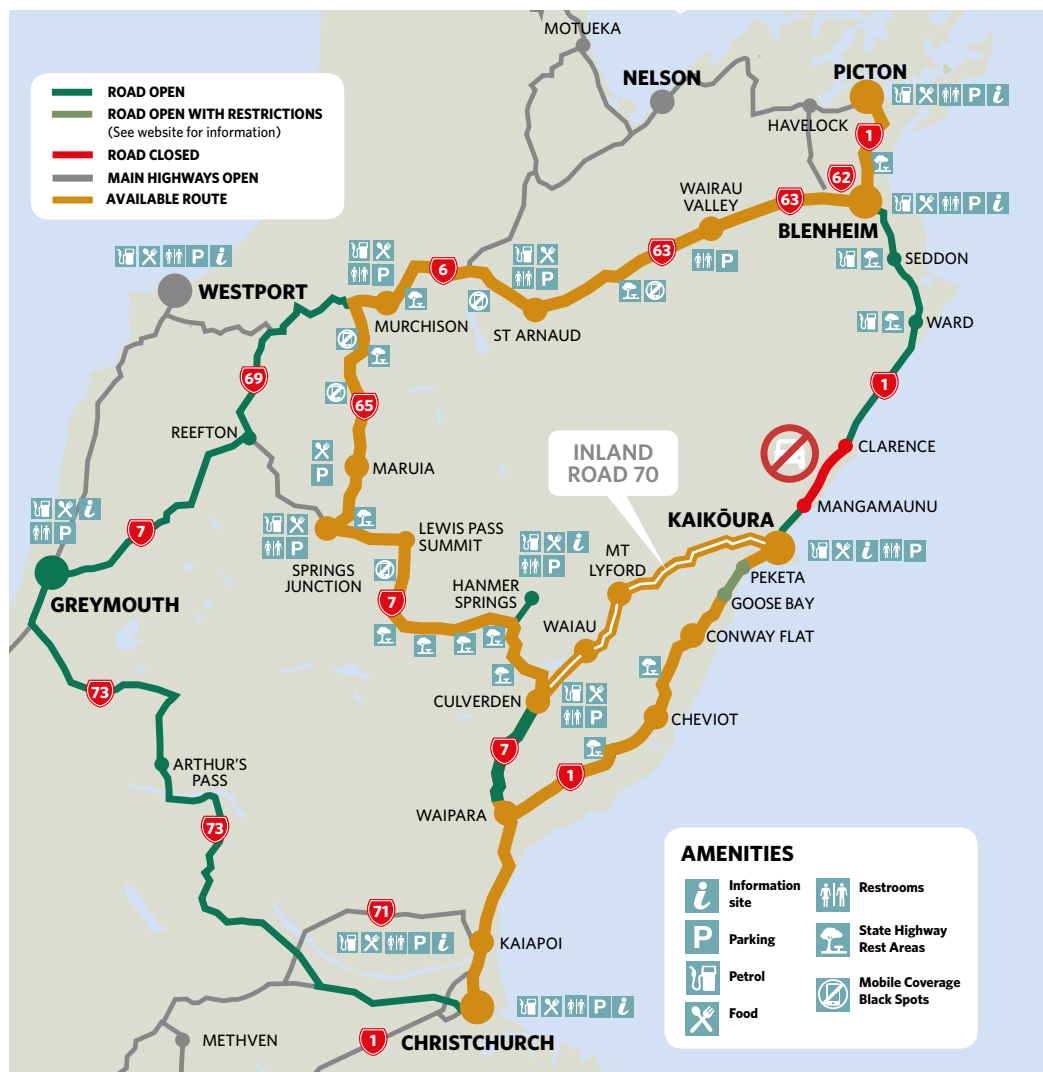 MOTUEKA
NELSON
PICTON
HAVELOCK
1
ROAD OPEN
ROAD OPEN WITH RESTRICTIONS
(See website for information)
ROAD CLOSED
MAIN HIGHWAYS OPEN
AVAILABLE ROUTE
P i
62
WAIRAU
VALLEY
63
P i
BLENHEIM
63
P
SEDDON
P i
WESTPORT
P
6
P
MURCHISON
ST ARNAUD
WARD
69
65
1
REEFTON
MARUIA
P
INLAND
ROAD 70
CLARENCE
MANGAMAUNU
KAIKŌURA
i
P
7
GREYMOUTH
P
SPRINGS
JUNCTION
LEWIS PASS
SUMMIT
i
P
HANMER
SPRINGS
7
MT
LYFORD
i P
PEKETA
GOOSE BAY
WAIAU
CONWAY FLAT
73
CULVERDEN
P
CHEVIOT
7
1
ARTHUR'S
PASS
WAIPARA
73
71
P i
KAIAPOI
P i
METHVEN
1
CHRISTCHURCH
AMENITIES
i
Information
site
P
Parking
Petrol
Food
Restrooms
State Highway
Rest Areas
Mobile Coverage
Black Spots